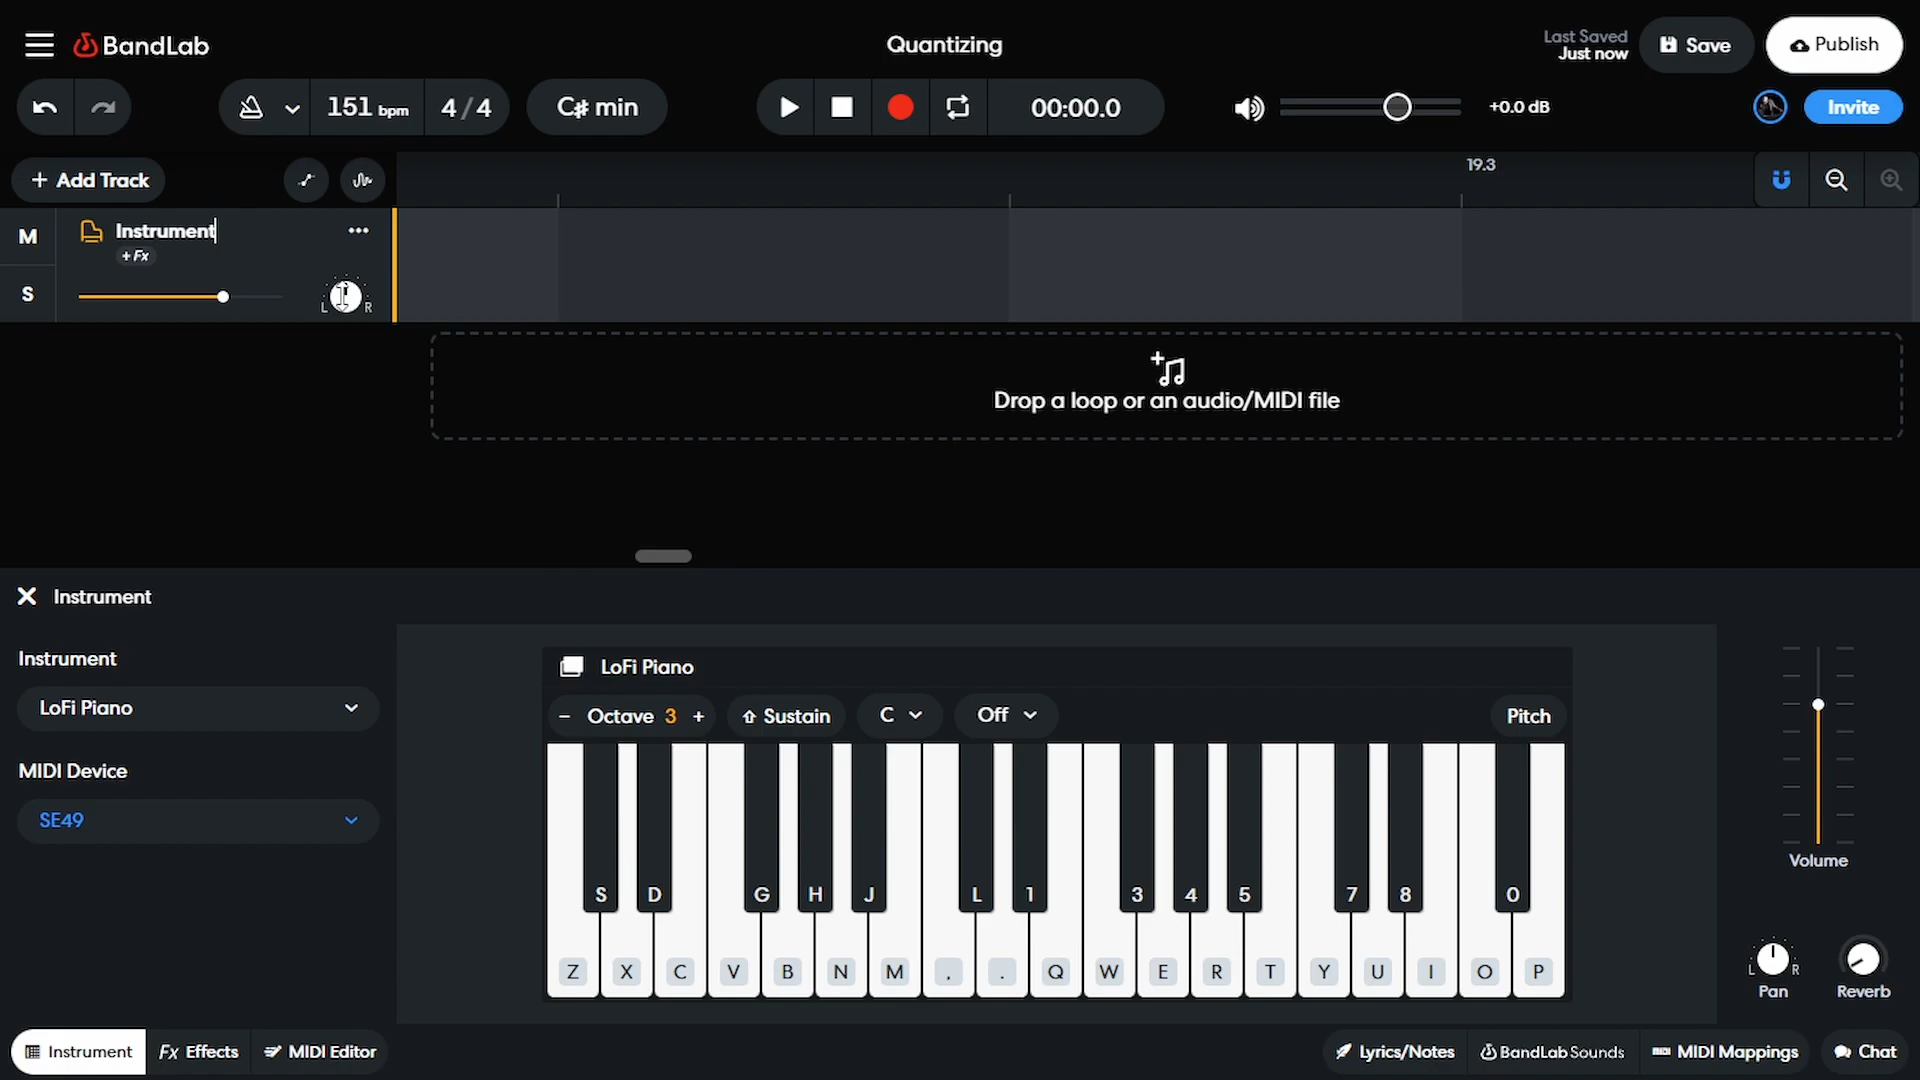 BandLab
Quantizing
Last Saved
Just now
Save
Publish
151 bpm
4/4
C# min
00:00.0
+0.0 dB
Invite
+ Add Track
19.3
M
Instrument
+ Fx
S
L R
Drop a loop or an audio/MIDI file
Instrument
Instrument
LoFi Piano
MIDI Device
SE49
LoFi Piano
− Octave 3 +
Sustain
C
Off
Pitch
S D G H J L 1 3 4 5 7 8 0
Z X C V B N M , . Q W E R T Y U I O P
Volume
L R
Pan
Reverb
Instrument
Fx Effects
MIDI Editor
Lyrics/Notes
BandLab Sounds
MIDI Mappings
Chat